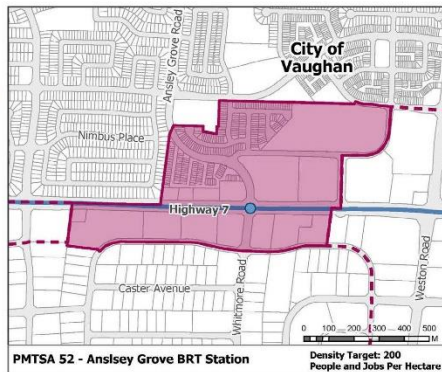 City of
Vaughan
Ansley Grove Road
Nimbus Place
Highway 7
Weston Road
Caster Avenue
Whitmore Road
0 100 200 300 400 500
M
PMTSA 52 - Anslsey Grove BRT Station
Density Target: 200
People and Jobs Per Hectare